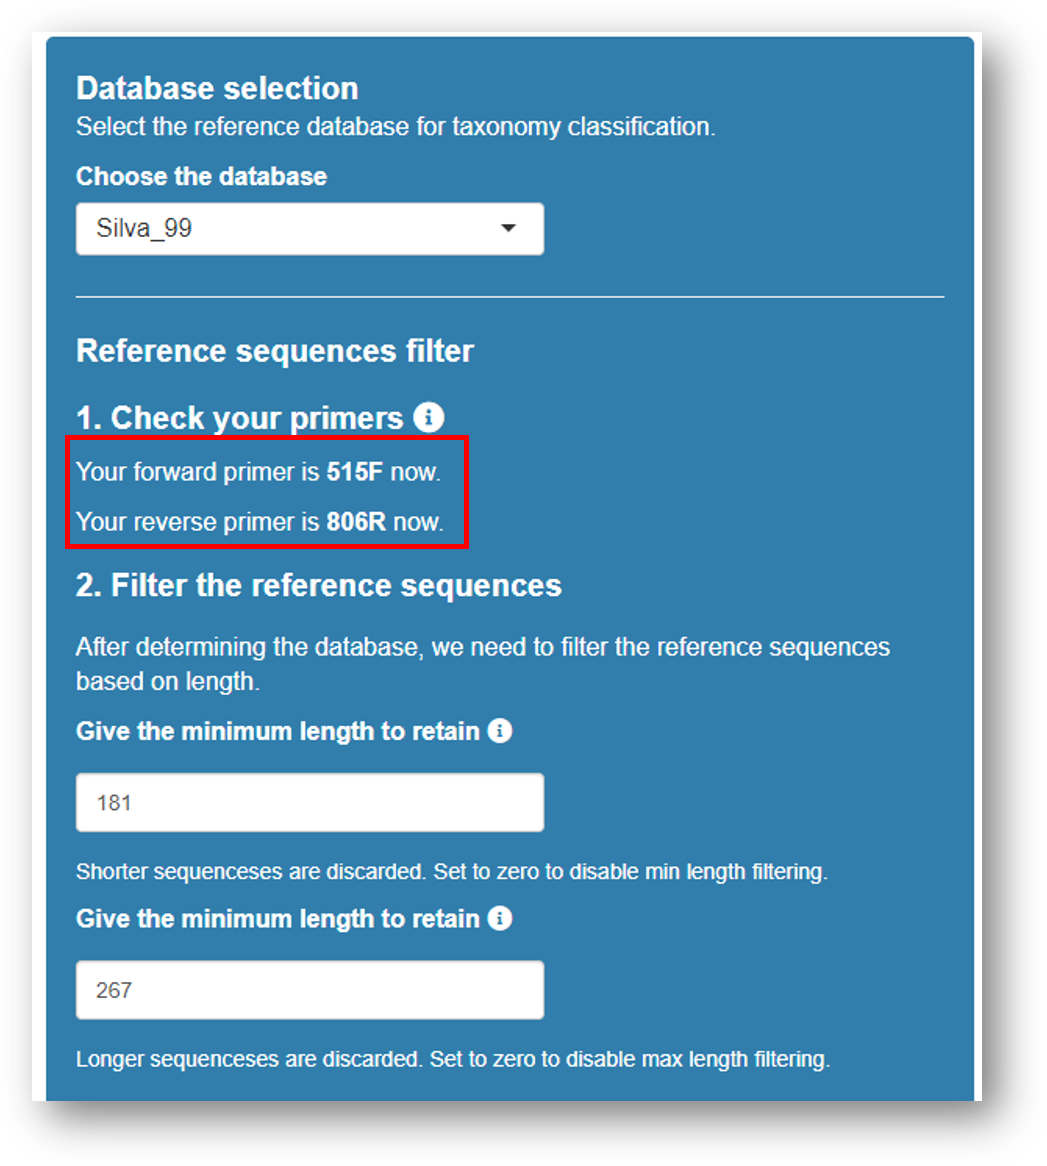 Database selection
Select the reference database for taxonomy classification.
Choose the database
Silva_99
Reference sequences filter
1. Check your primers
Your forward primer is 515F now.
Your reverse primer is 806R now.
2. Filter the reference sequences
After determining the database, we need to filter the reference sequences
based on length.
Give the minimum length to retain
181
Shorter sequenceses are discarded. Set to zero to disable min length filtering.
Give the minimum length to retain
267
Longer sequenceses are discarded. Set to zero to disable max length filtering.